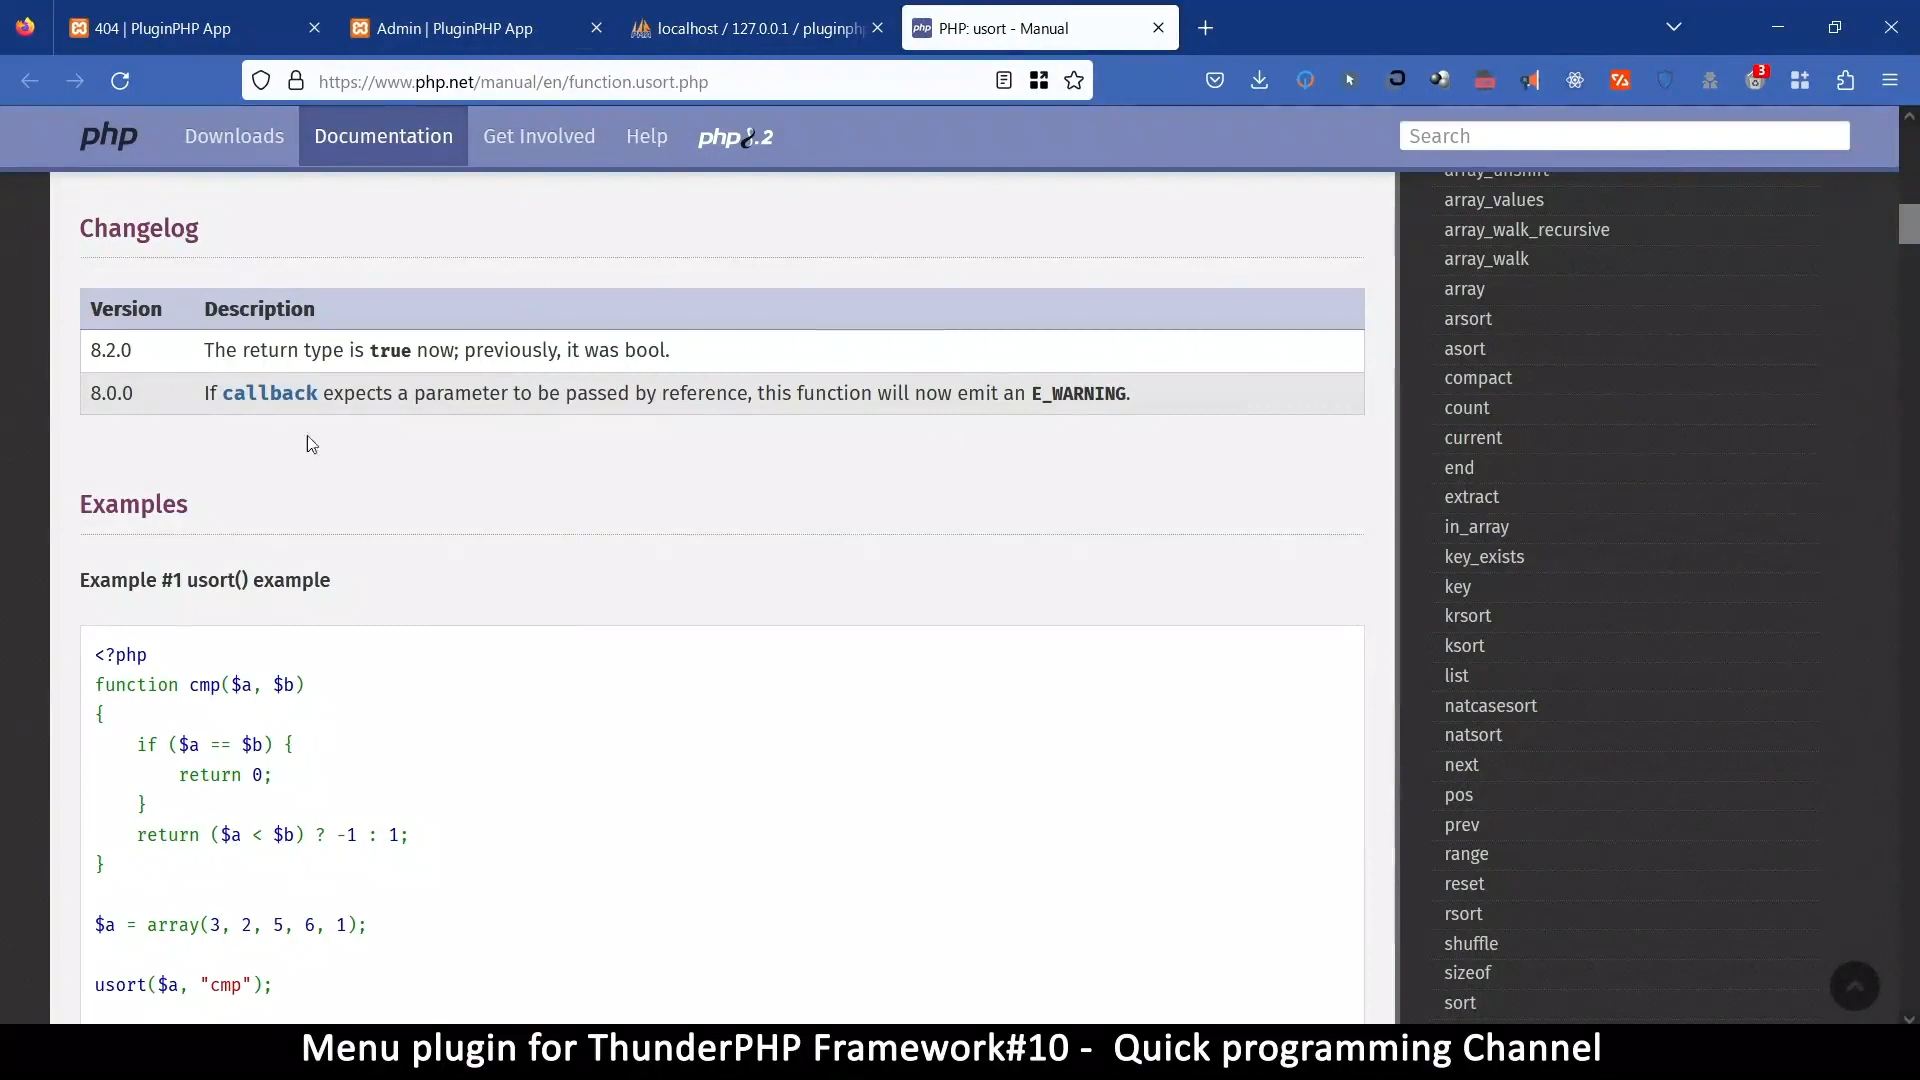 404 | PluginPHP App
Admin | PluginPHP App
localhost / 127.0.0.1 / pluginph
PHP: usort - Manual
https://www.php.net/manual/en/function.usort.php
3
php
Downloads
Documentation
Get Involved
Help
php8.2
Search
Changelog
Version Description
8.2.0 The return type is true now; previously, it was bool.
8.0.0 If callback expects a parameter to be passed by reference, this function will now emit an E_WARNING.
Examples
Example #1 usort() example
<?php
function cmp($a, $b)
{
if ($a == $b) {
return 0;
}
return ($a < $b) ? -1 : 1;
}
$a = array(3, 2, 5, 6, 1);
usort($a, "cmp");
array_values
array_walk_recursive
array_walk
array
arsort
asort
compact
count
current
end
extract
in_array
key_exists
key
krsort
ksort
list
natcasesort
natsort
next
pos
prev
range
reset
rsort
shuffle
sizeof
sort
Menu plugin for ThunderPHP Framework#10 - Quick programming Channel